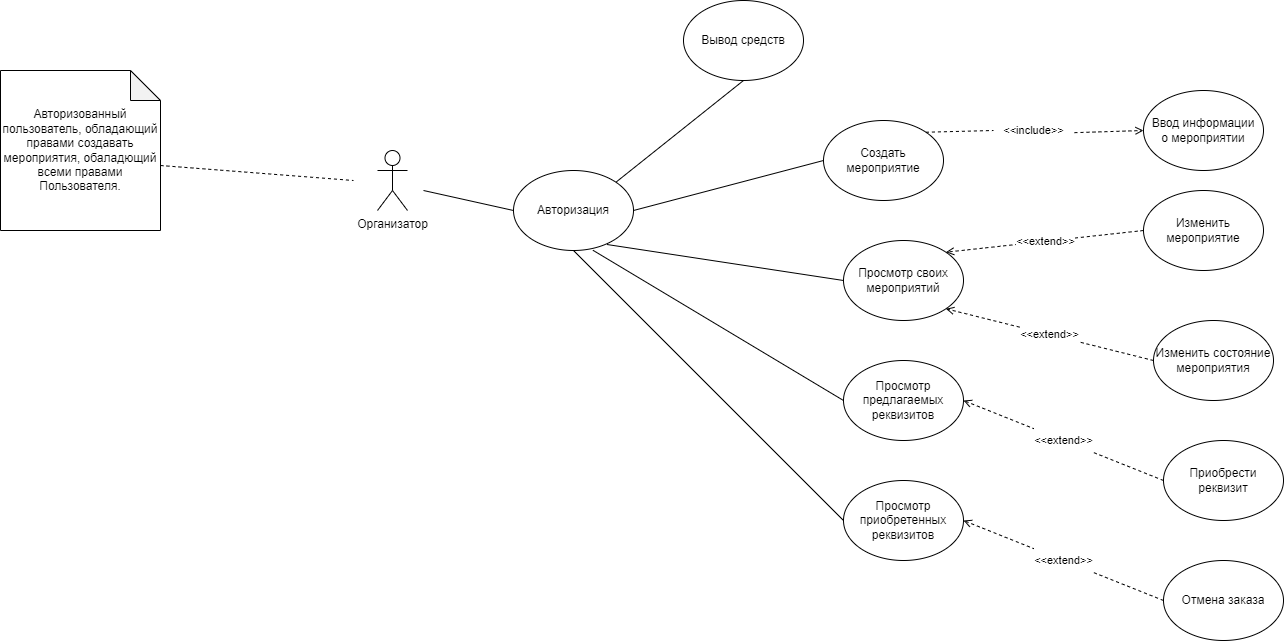 Вывод средств
Авторизованный
пользователь, обладающий
правами создавать
мероприятия, обаладающий
всеми правами
Пользователя.
Организатор
Авторизация
Создать
мероприятие
<<include>>
Ввод информации
о мероприятии
Просмотр своих
мероприятий
<<extend>>
Изменить
мероприятие
<<extend>>
Изменить состояние
мероприятия
Просмотр
предлагаемых
реквизитов
<<extend>>
Приобрести
реквизит
Просмотр
приобретенных
реквизитов
<<extend>>
Отмена заказа